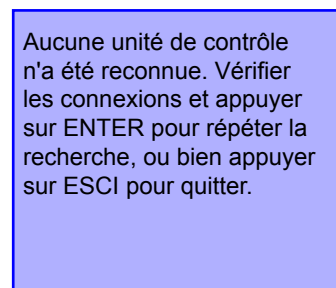 Aucune unité de contrôle
n'a été reconnue. Vérifier
les connexions et appuyer
sur ENTER pour répéter la
recherche, ou bien appuyer
sur ESCI pour quitter.